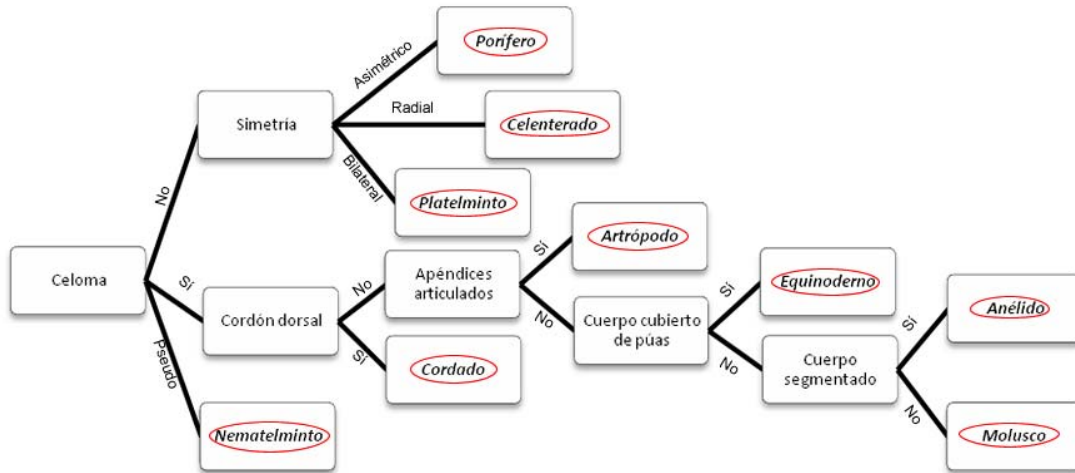 Asimétrico
Porífero
Simetría
Radial
Celenterado
Bilateral
Platelminto
No
Celoma
Sí
Pseudo
Cordón dorsal
No
Sí
Apéndices
articulados
Cordado
Nematelminto
Sí
No
Artrópodo
Cuerpo cubierto
de púas
Sí
No
Equinoderno
Cuerpo
segmentado
Sí
No
Anélido
Molusco